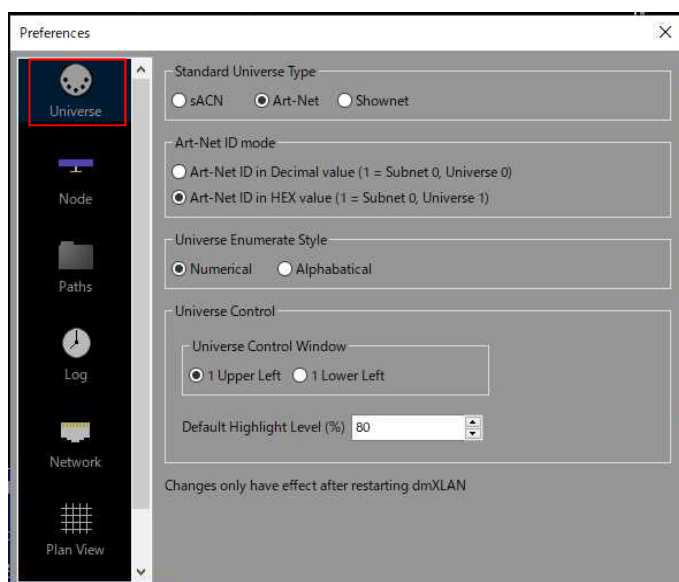 Preferences
Universe
Node
Paths
Log
Network
Plan View
Standard Universe Type
sACN Art-Net Shownet
Art-Net ID mode
Art-Net ID in Decimal value (1 = Subnet 0, Universe 0)
Art-Net ID in HEX value (1 = Subnet 0, Universe 1)
Universe Enumerate Style
Numerical Alphabatical
Universe Control
Universe Control Window
1 Upper Left 1 Lower Left
Default Highlight Level (%) 80
Changes only have effect after restarting dmXLAN